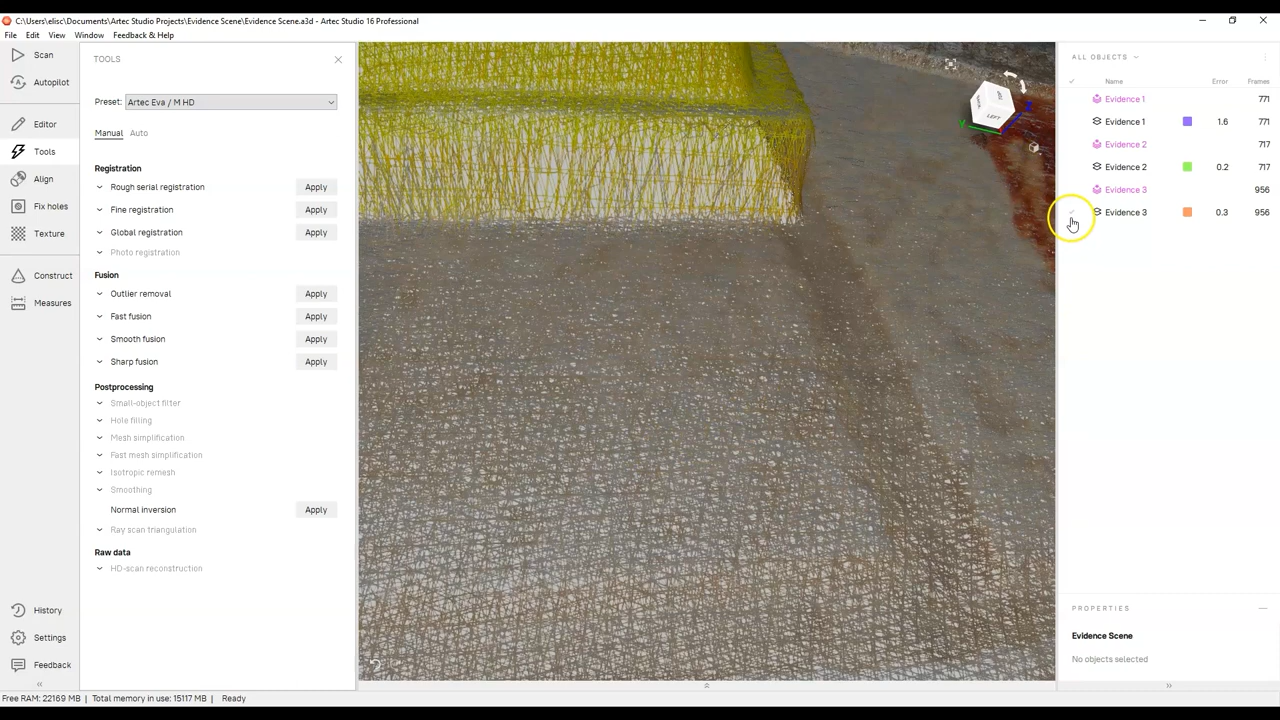 C:\Users\elisc\Documents\Artec Studio Projects\Evidence Scene\Evidence Scene.a3d - Artec Studio 16 Professional
File Edit View Window Feedback & Help
Scan
Autopilot
Editor
Tools
Align
Fix holes
Texture
Construct
Measures
History
Settings
Feedback
TOOLS
Preset: Artec Eva / M HD
Manual Auto
Registration
Rough serial registration Apply
Fine registration Apply
Global registration Apply
Photo registration
Fusion
Outlier removal Apply
Fast fusion Apply
Smooth fusion Apply
Sharp fusion Apply
Postprocessing
Small-object filter
Hole filling
Mesh simplification
Fast mesh simplification
Isotropic remesh
Smoothing
Normal inversion Apply
Ray scan triangulation
Raw data
HD-scan reconstruction
LEFT
Y
ALL OBJECTS
Name Error Frames
Evidence 1 771
Evidence 1 1.6 771
Evidence 2 717
Evidence 2 0.2 717
Evidence 3 956
Evidence 3 0.3 956
PROPERTIES
Evidence Scene
No objects selected
Free RAM: 22169 MB | Total memory in use: 15117 MB | Ready